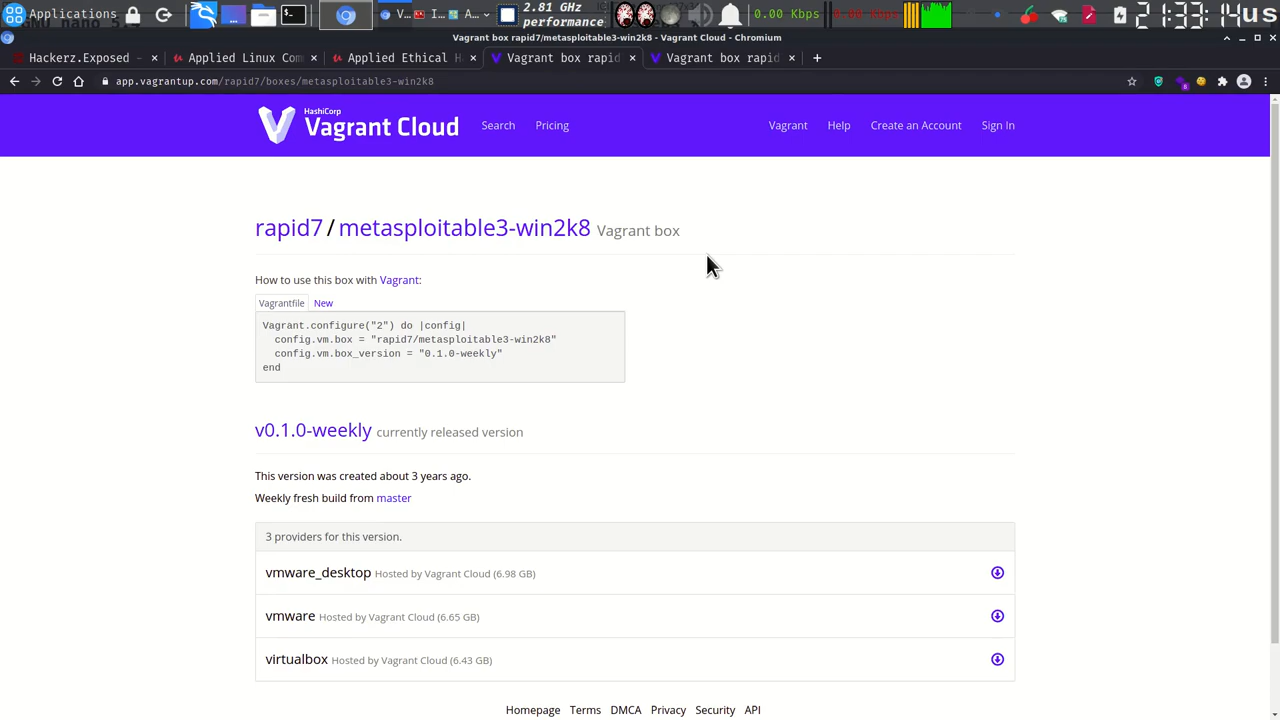 Applications
2.81 GHz
performance
0.00 Kbps
0.00 Kbps
21:33:14us
Vagrant box rapid7/metasploitable3-win2k8 - Vagrant Cloud - Chromium
Hackerz.Exposed -
Applied Linux Com
Applied Ethical Ha
Vagrant box rapid
Vagrant box rapid
app.vagrantup.com/rapid7/boxes/metasploitable3-win2k8
HashiCorp
Vagrant Cloud
Search
Pricing
Vagrant
Help
Create an Account
Sign In
rapid7 / metasploitable3-win2k8 Vagrant box
How to use this box with Vagrant:
Vagrantfile
New
Vagrant.configure("2") do |config|
config.vm.box = "rapid7/metasploitable3-win2k8"
config.vm.box_version = "0.1.0-weekly"
end
v0.1.0-weekly currently released version
This version was created about 3 years ago.
Weekly fresh build from master
3 providers for this version.
vmware_desktop Hosted by Vagrant Cloud (6.98 GB)
vmware Hosted by Vagrant Cloud (6.65 GB)
virtualbox Hosted by Vagrant Cloud (6.43 GB)
Homepage Terms DMCA Privacy Security API